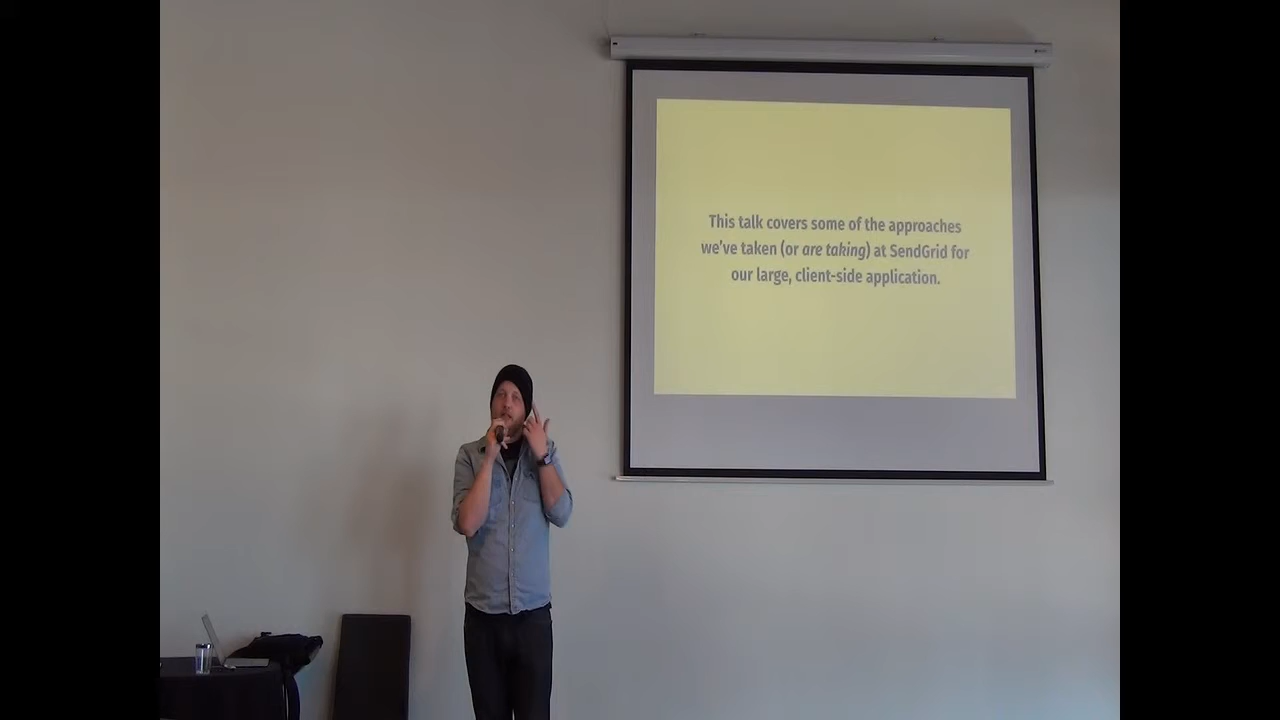 This talk covers some of the approaches
we've taken (or are taking) at SendGrid for
our large, client-side application.